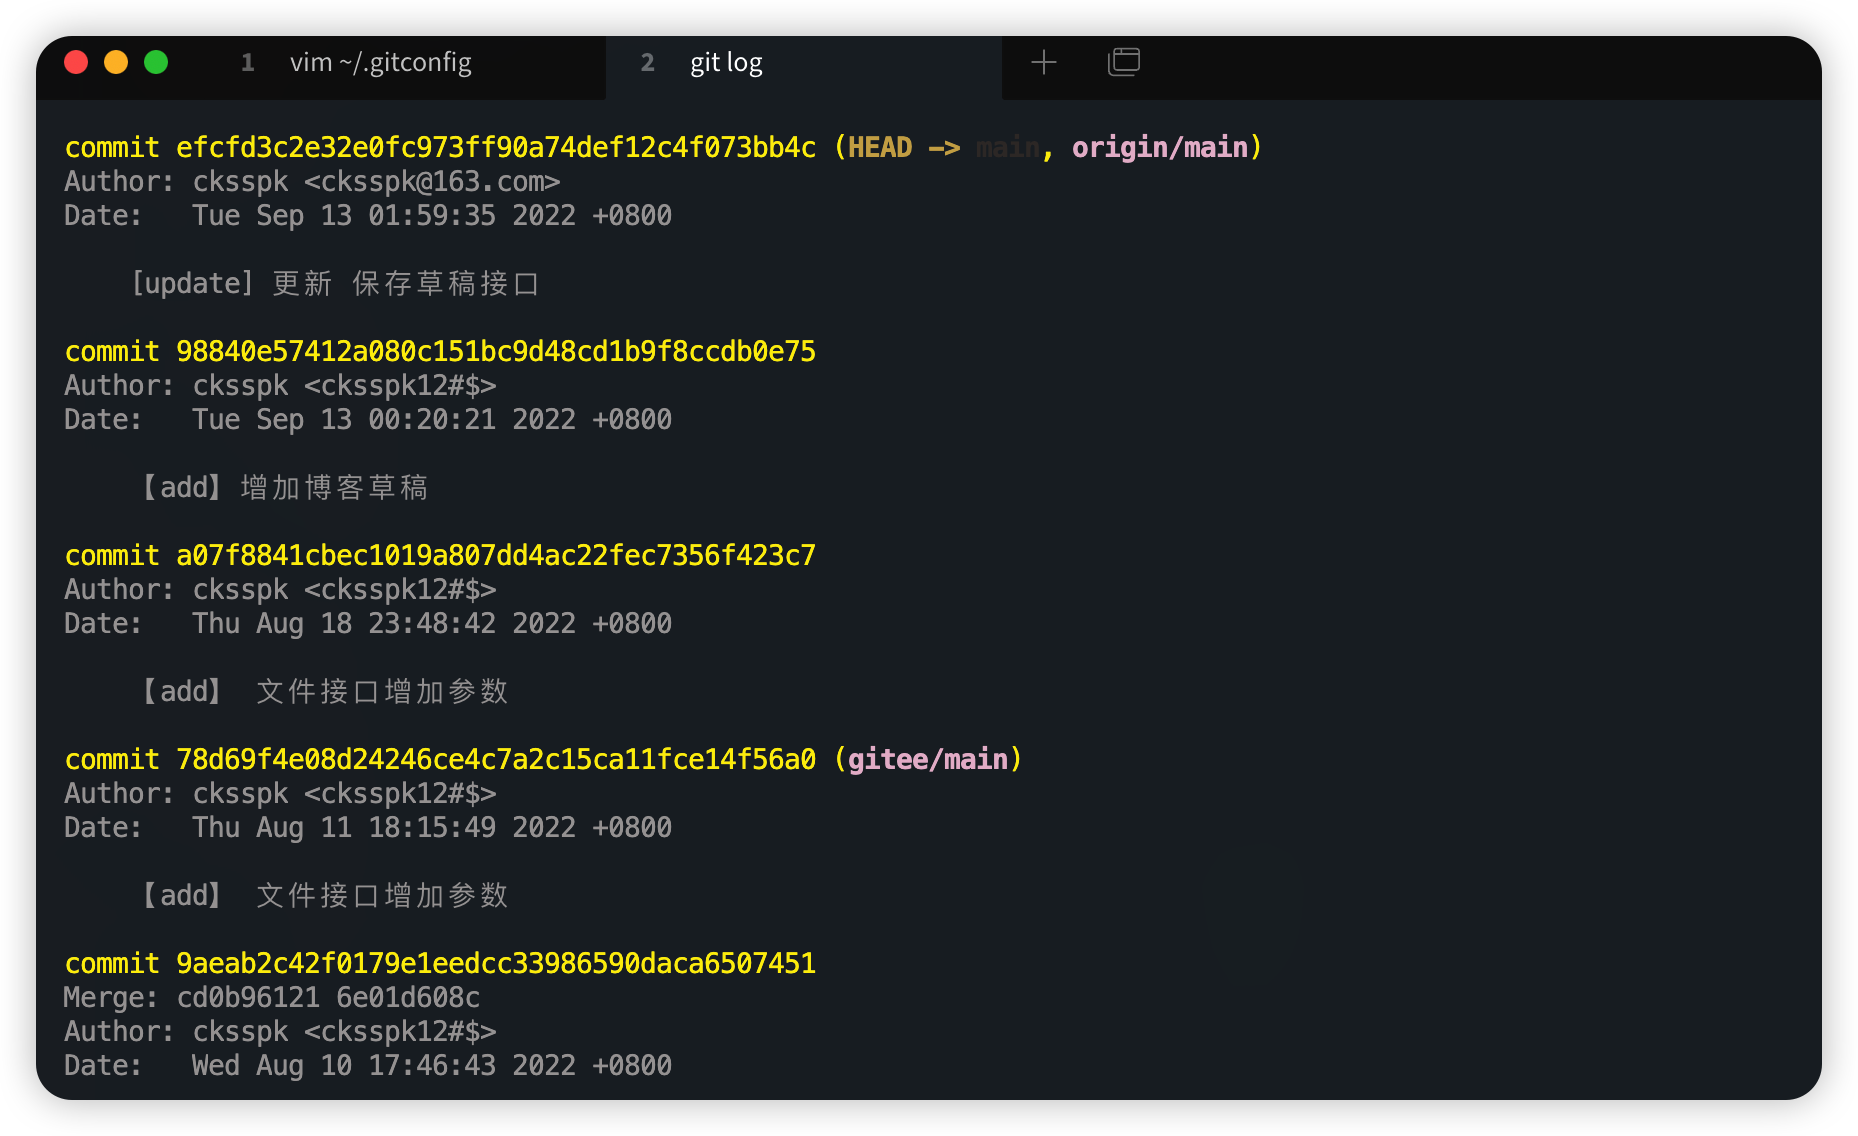 1 vim ~/.gitconfig 2 git log
commit efcfd3c2e32e0fc973ff90a74def12c4f073bb4c (HEAD -> main, origin/main)
Author: cksspk <cksspk@163.com>
Date:   Tue Sep 13 01:59:35 2022 +0800
[update] 更新 保存草稿接口
commit 98840e57412a080c151bc9d48cd1b9f8ccdb0e75
Author: cksspk <cksspk12#$>
Date:   Tue Sep 13 00:20:21 2022 +0800
【add】增加博客草稿
commit a07f8841cbec1019a807dd4ac22fec7356f423c7
Author: cksspk <cksspk12#$>
Date:   Thu Aug 18 23:48:42 2022 +0800
【add】 文件接口增加参数
commit 78d69f4e08d24246ce4c7a2c15ca11fce14f56a0 (gitee/main)
Author: cksspk <cksspk12#$>
Date:   Thu Aug 11 18:15:49 2022 +0800
【add】 文件接口增加参数
commit 9aeab2c42f0179e1eedcc33986590daca6507451
Merge: cd0b96121 6e01d608c
Author: cksspk <cksspk12#$>
Date:   Wed Aug 10 17:46:43 2022 +0800